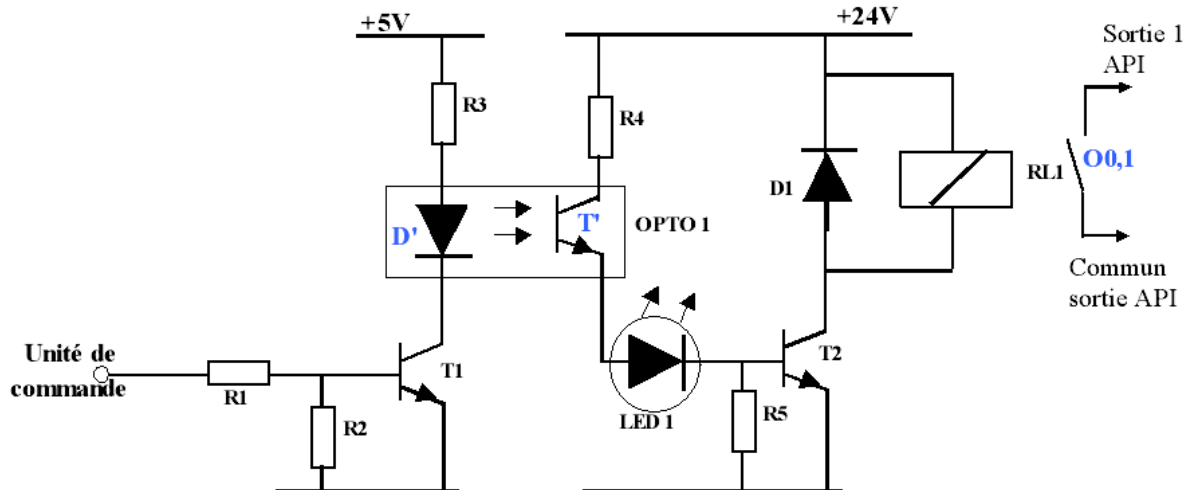 +5V
+24V
Sortie 1
API
R3
R4
D1
RL1
O0,1
D'
T'
OPTO 1
Commun
sortie API
Unité de
commande
R1
T1
R2
LED 1
R5
T2